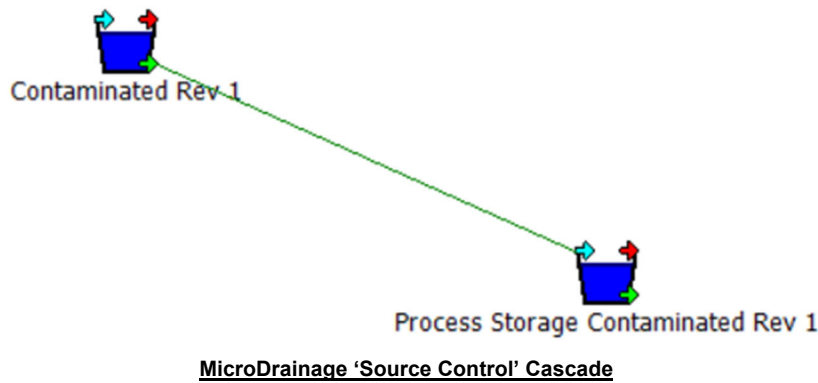 Contaminated Rev 1
Process Storage Contaminated Rev 1
MicroDrainage ‘Source Control’ Cascade